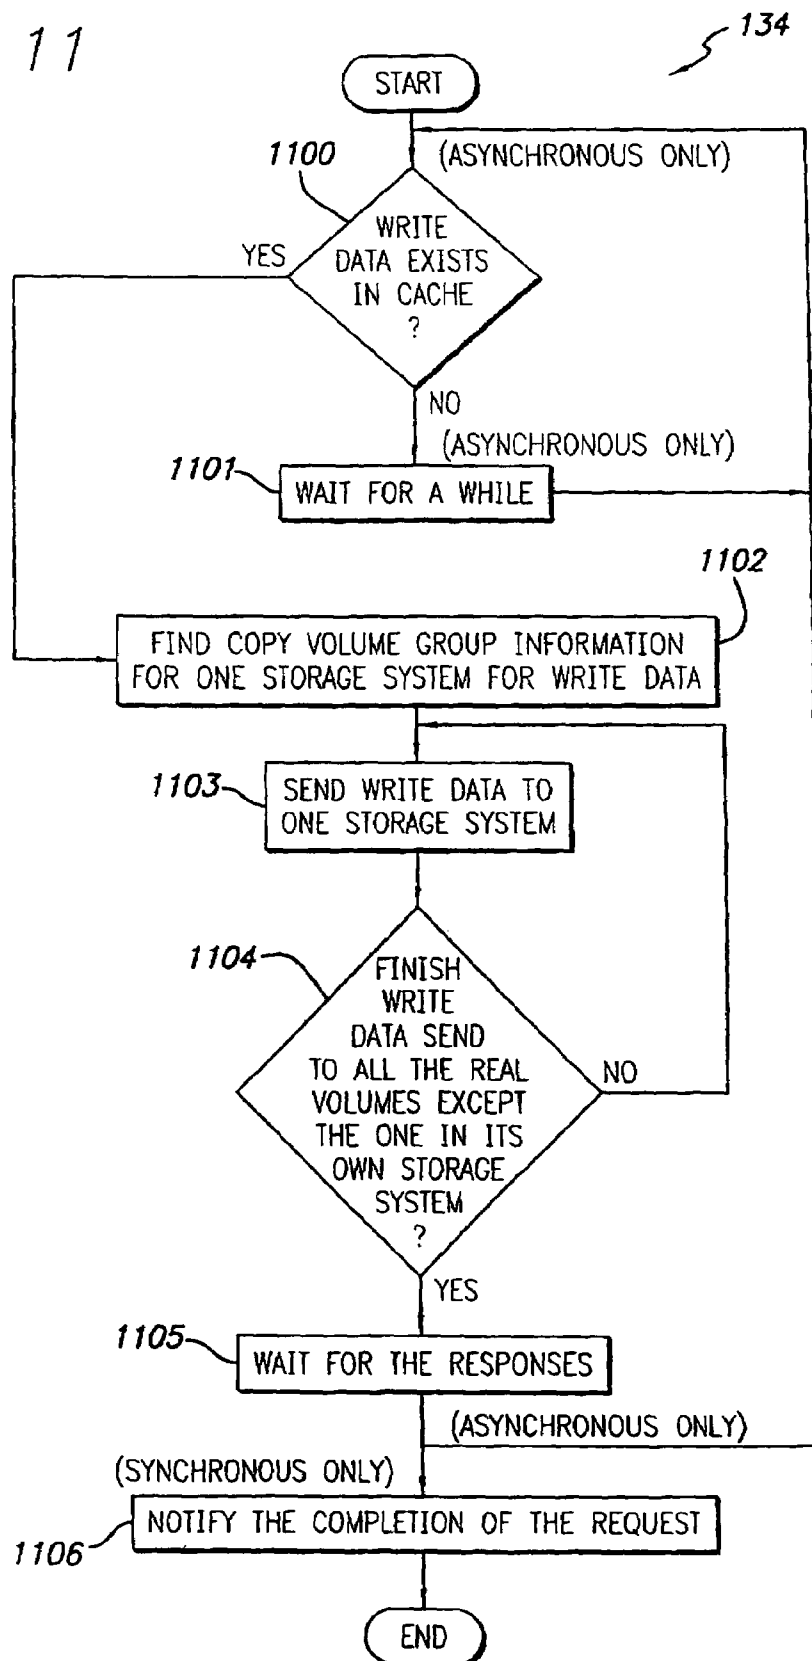 11
134
START
(ASYNCHRONOUS ONLY)
1100
WRITE
DATA EXISTS
IN CACHE
?
YES
NO
(ASYNCHRONOUS ONLY)
1101
WAIT FOR A WHILE
1102
FIND COPY VOLUME GROUP INFORMATION
FOR ONE STORAGE SYSTEM FOR WRITE DATA
1103
SEND WRITE DATA TO
ONE STORAGE SYSTEM
1104
FINISH
WRITE
DATA SEND
TO ALL THE REAL
VOLUMES EXCEPT
THE ONE IN ITS
OWN STORAGE
SYSTEM
?
NO
YES
1105
WAIT FOR THE RESPONSES
(ASYNCHRONOUS ONLY)
(SYNCHRONOUS ONLY)
NOTIFY THE COMPLETION OF THE REQUEST
1106
END